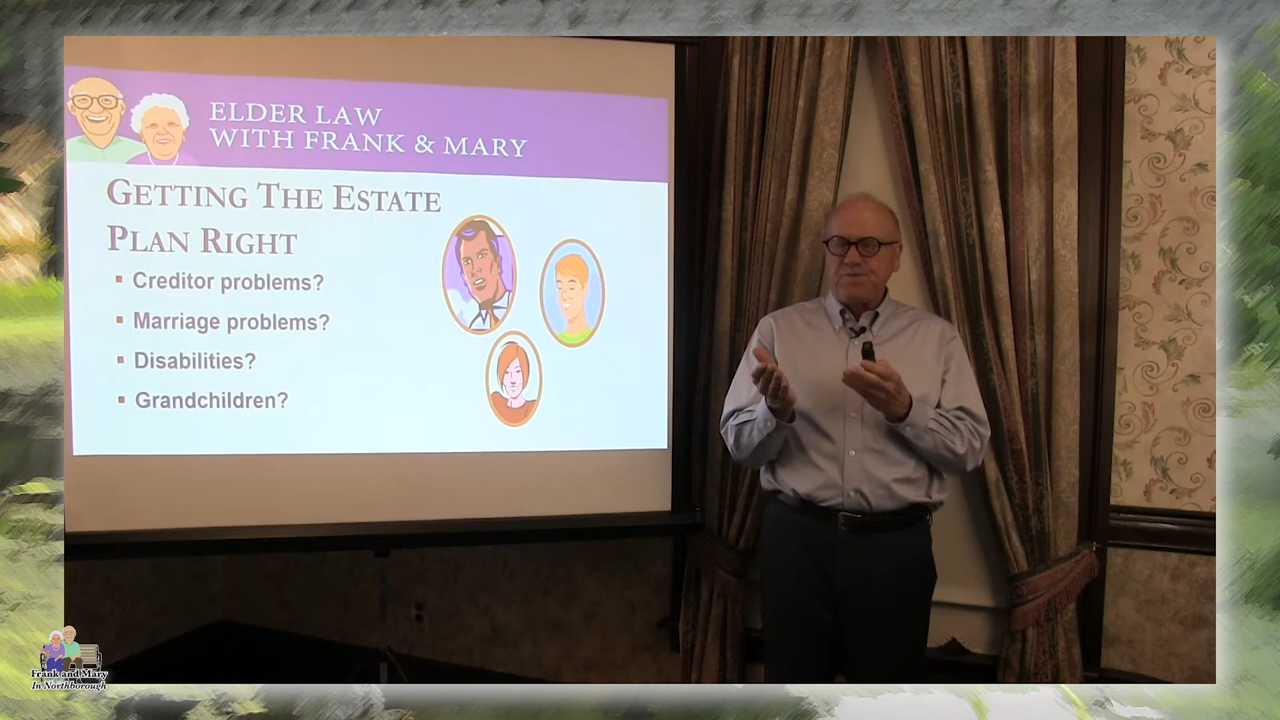 ELDER LAW
WITH FRANK & MARY
GETTING THE ESTATE
PLAN RIGHT
Creditor problems?
Marriage problems?
Disabilities?
Grandchildren?
Frank and Mary
In Northborough